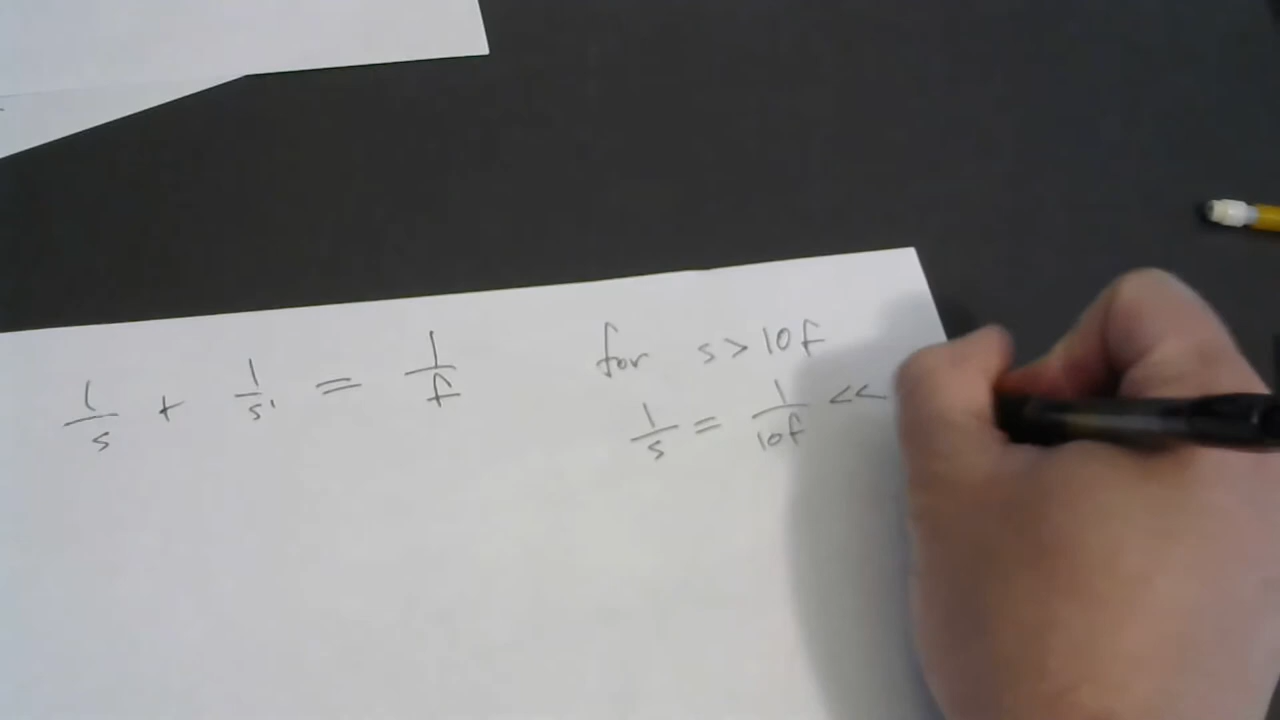 1/s + 1/s' = 1/f
for s > 10f
1/s = 1/10f <<